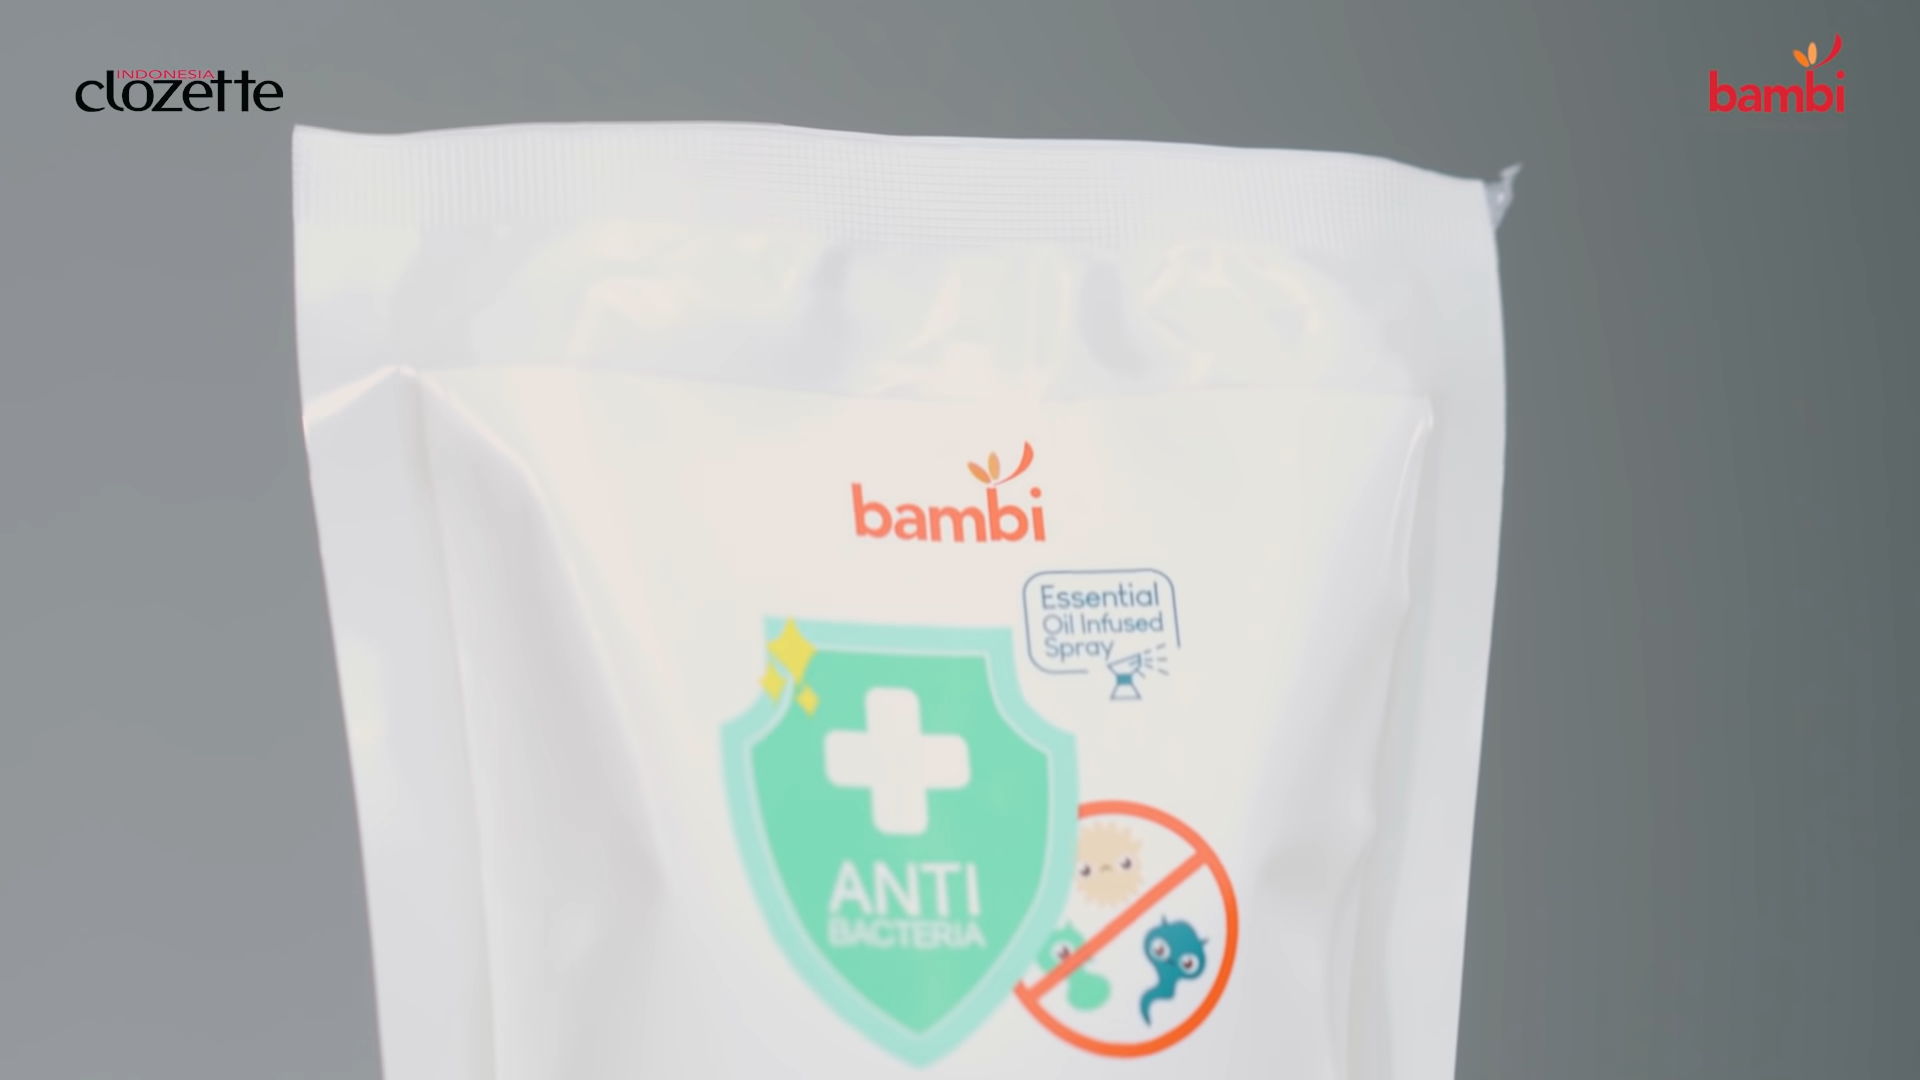 INDONESIA
clozette
bambi
bambi
Essential
Oil Infused
Spray
ANTI
BACTERIA